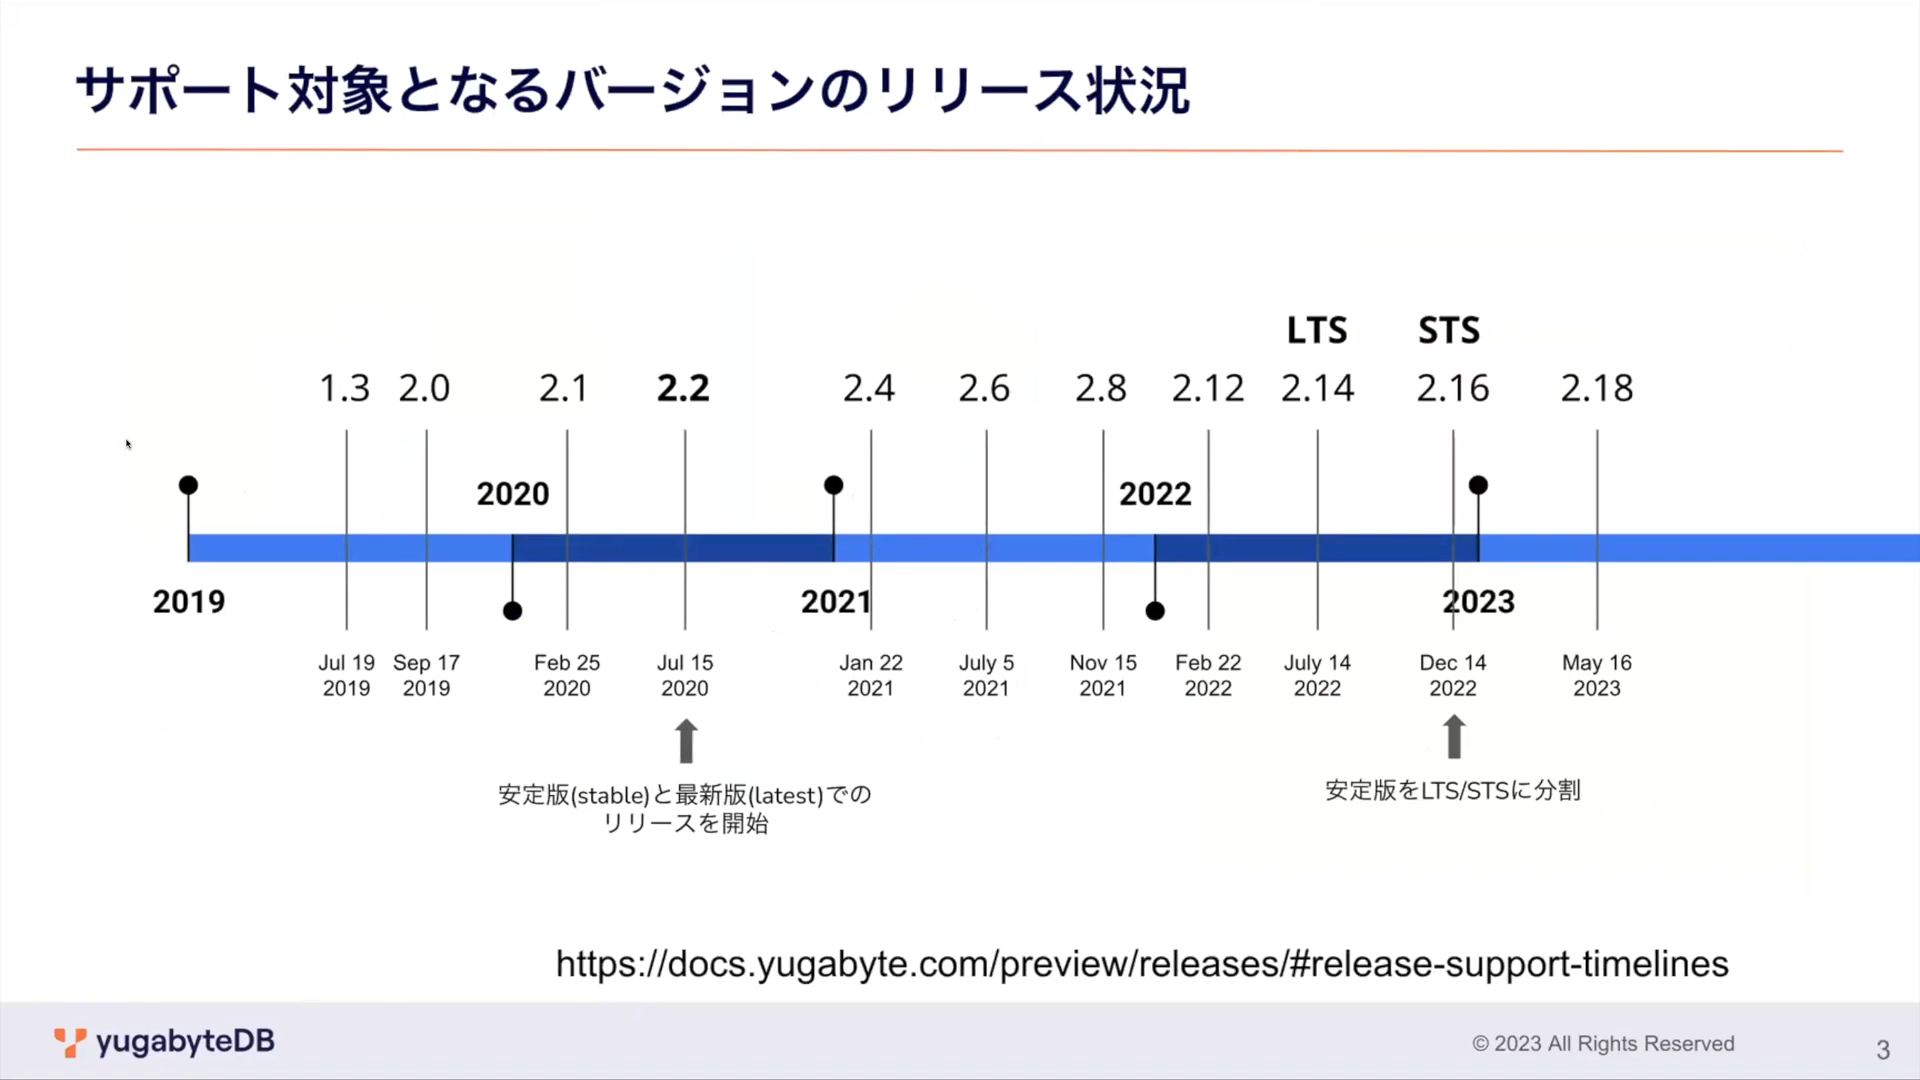 サポート対象となるバージョンのリリース状況
LTS STS
1.3 2.0 2.1 2.2 2.4 2.6 2.8 2.12 2.14 2.16 2.18
2020 2022
2019 2021 2023
Jul 19 Sep 17 Feb 25 Jul 15 Jan 22 July 5 Nov 15 Feb 22 July 14 Dec 14 May 16
2019 2019 2020 2020 2021 2021 2021 2022 2022 2022 2023
安定版(stable)と最新版(latest)での
リリースを開始
安定版をLTS/STSに分割
https://docs.yugabyte.com/preview/releases/#release-support-timelines
yugabyteDB
© 2023 All Rights Reserved
3